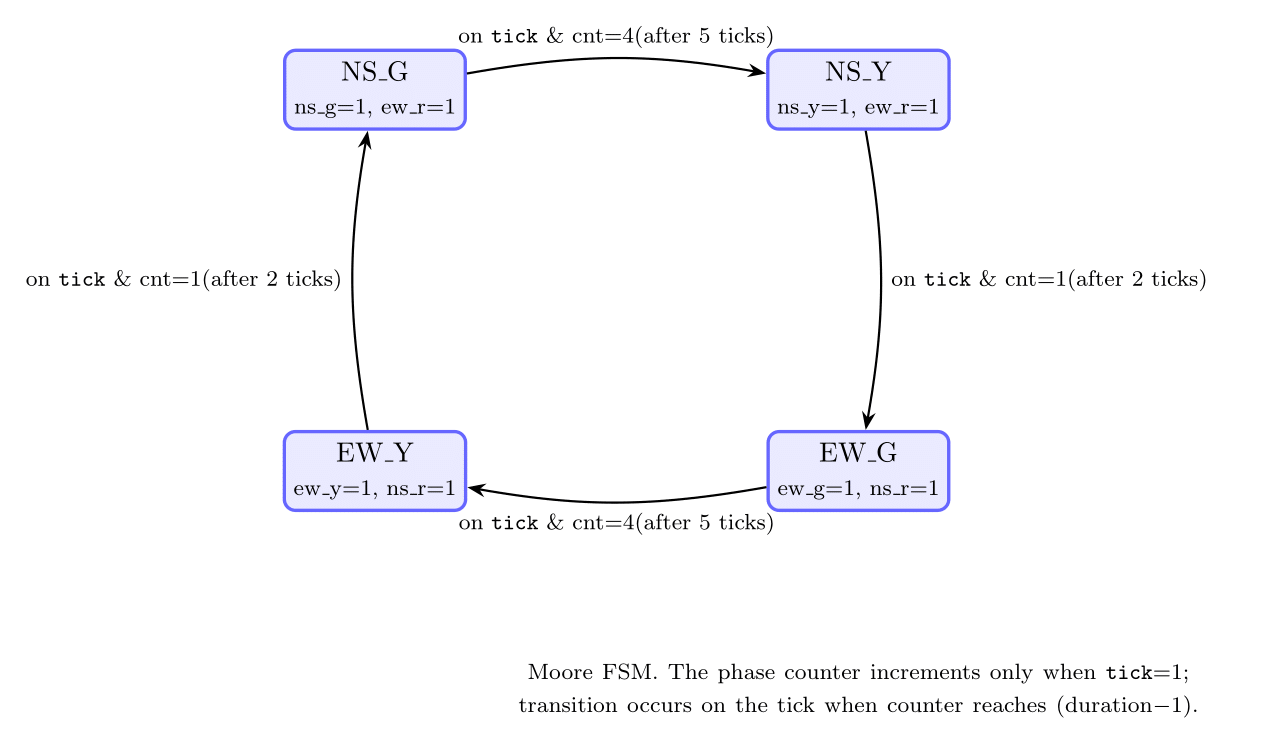 on tick & cnt=4(after 5 ticks)
NS_G
ns_g=1, ew_r=1
NS_Y
ns_y=1, ew_r=1
on tick & cnt=1(after 2 ticks)
on tick & cnt=1(after 2 ticks)
EW_Y
ew_y=1, ns_r=1
EW_G
ew_g=1, ns_r=1
on tick & cnt=4(after 5 ticks)
Moore FSM. The phase counter increments only when tick=1;
transition occurs on the tick when counter reaches (duration−1).